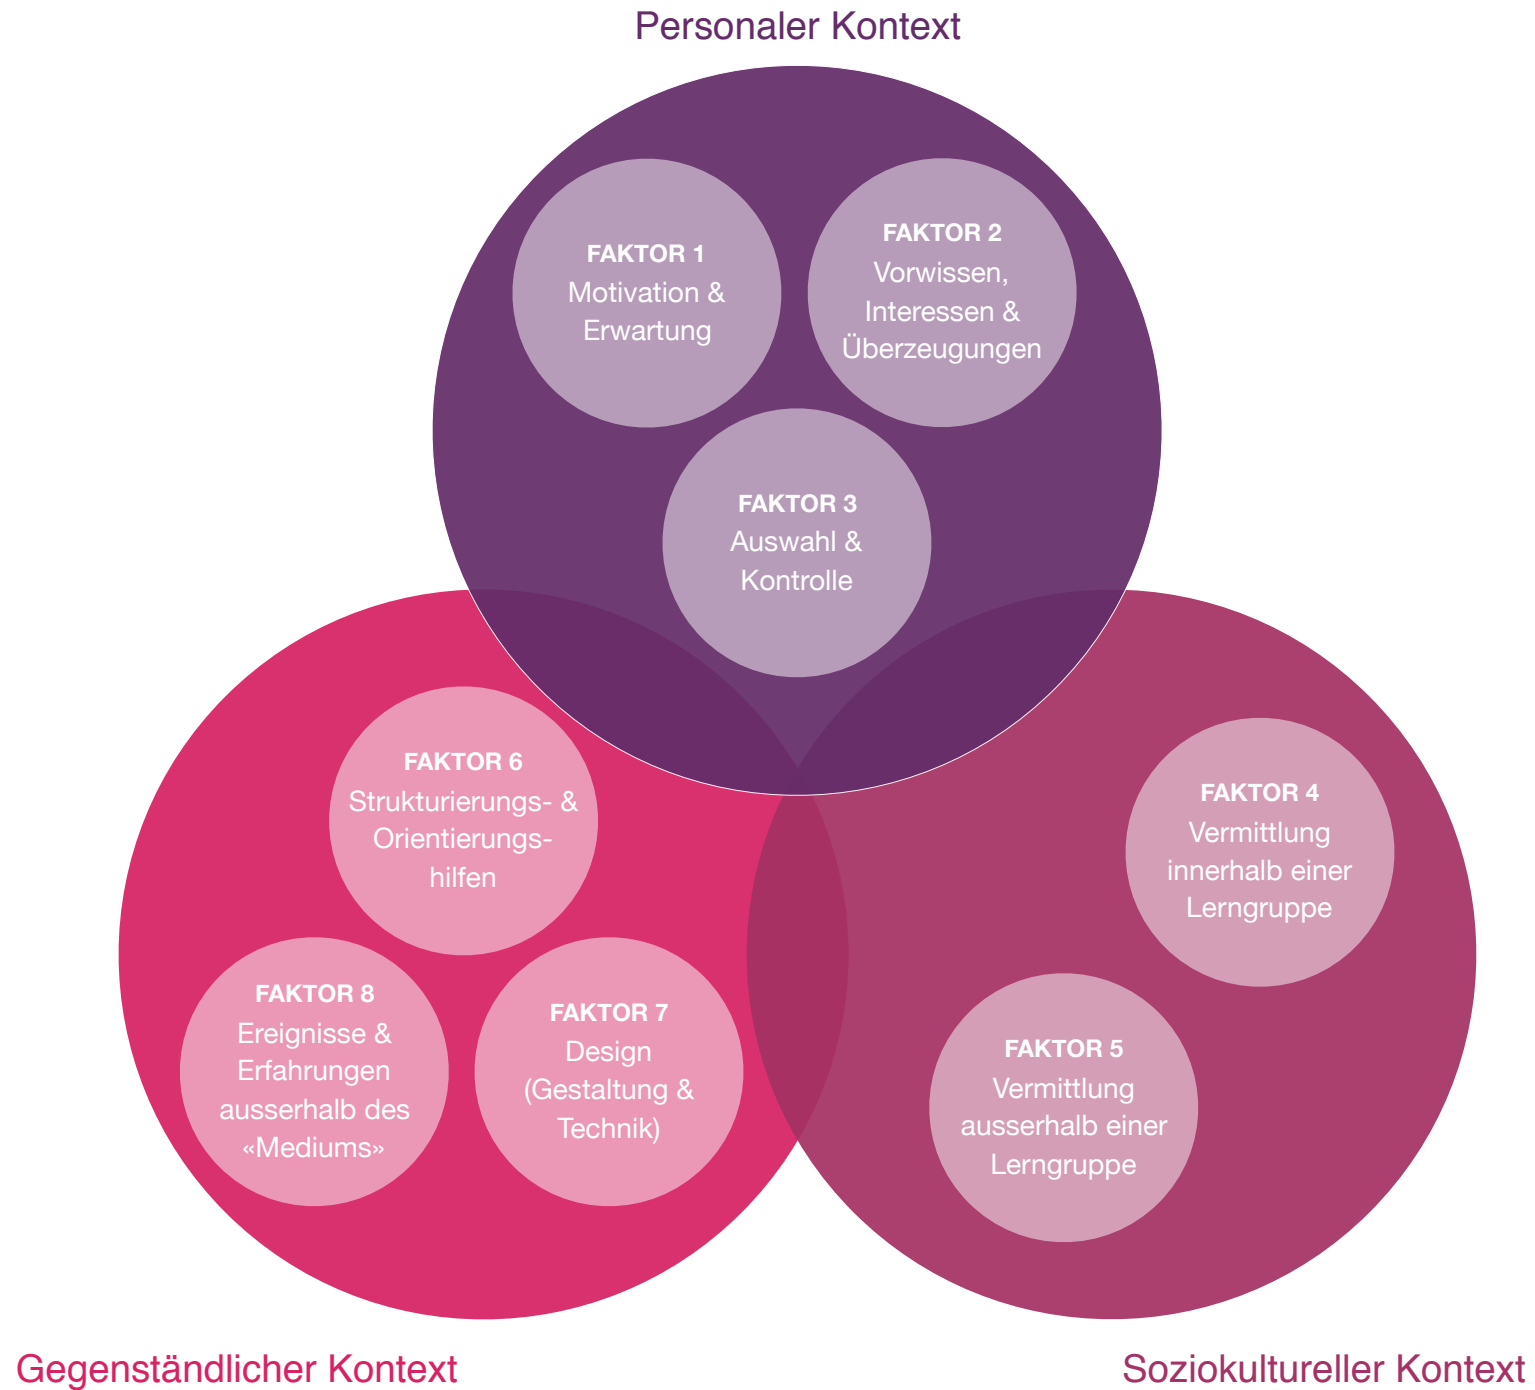 Personaler Kontext
FAKTOR 1
Motivation &
Erwartung
FAKTOR 2
Vorwissen,
Interessen &
Überzeugungen
FAKTOR 3
Auswahl &
Kontrolle
FAKTOR 6
Strukturierungs- &
Orientierungs-
hilfen
FAKTOR 8
Ereignisse &
Erfahrungen
ausserhalb des
«Mediums»
FAKTOR 7
Design
(Gestaltung &
Technik)
FAKTOR 4
Vermittlung
innerhalb einer
Lerngruppe
FAKTOR 5
Vermittlung
ausserhalb einer
Lerngruppe
Gegenständlicher Kontext
Soziokultureller Kontext